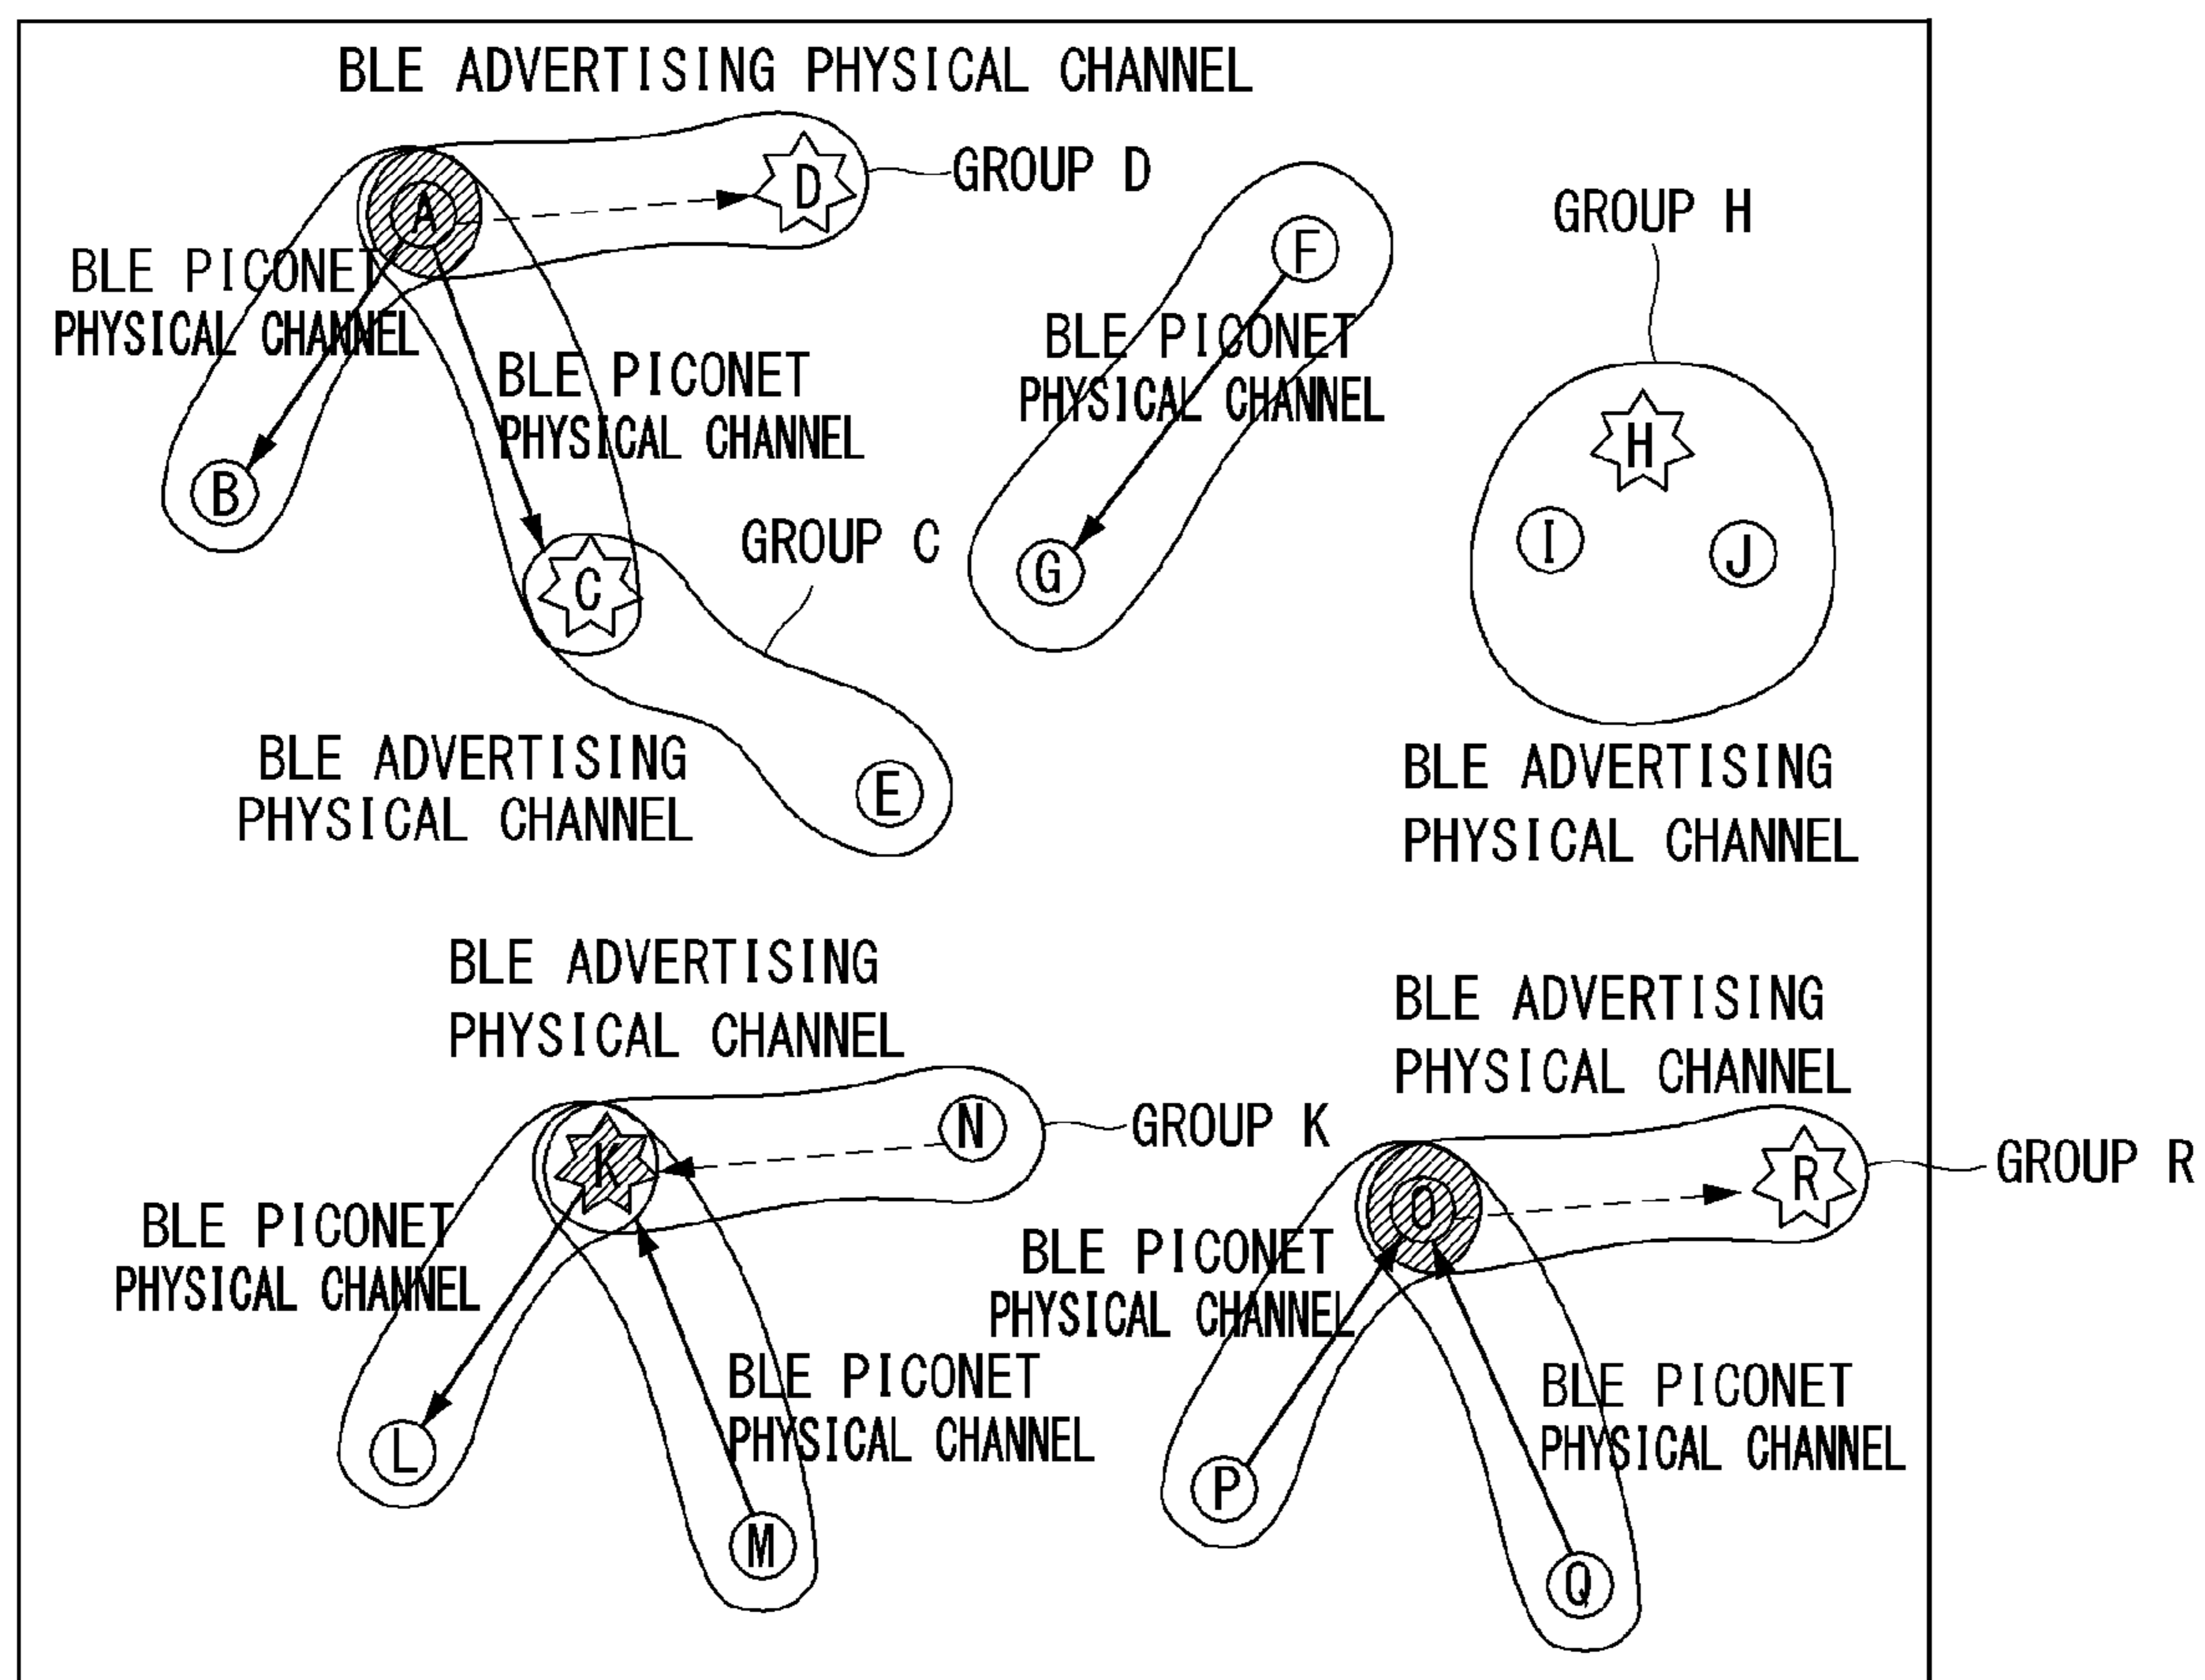 BLE ADVERTISING PHYSICAL CHANNEL
D
GROUP D
A
BLE PICONET
PHYSICAL CHANNEL
BLE PICONET
PHYSICAL CHANNEL
B
C
GROUP C
BLE ADVERTISING
PHYSICAL CHANNEL
E
F
BLE PICONET
PHYSICAL CHANNEL
G
GROUP H
H
I
J
BLE ADVERTISING
PHYSICAL CHANNEL
BLE ADVERTISING
PHYSICAL CHANNEL
N
GROUP K
K
BLE PICONET
PHYSICAL CHANNEL
BLE PICONET
PHYSICAL CHANNEL
L
M
BLE ADVERTISING
PHYSICAL CHANNEL
R
GROUP R
O
BLE PICONET
PHYSICAL CHANNEL
BLE PICONET
PHYSICAL CHANNEL
P
Q